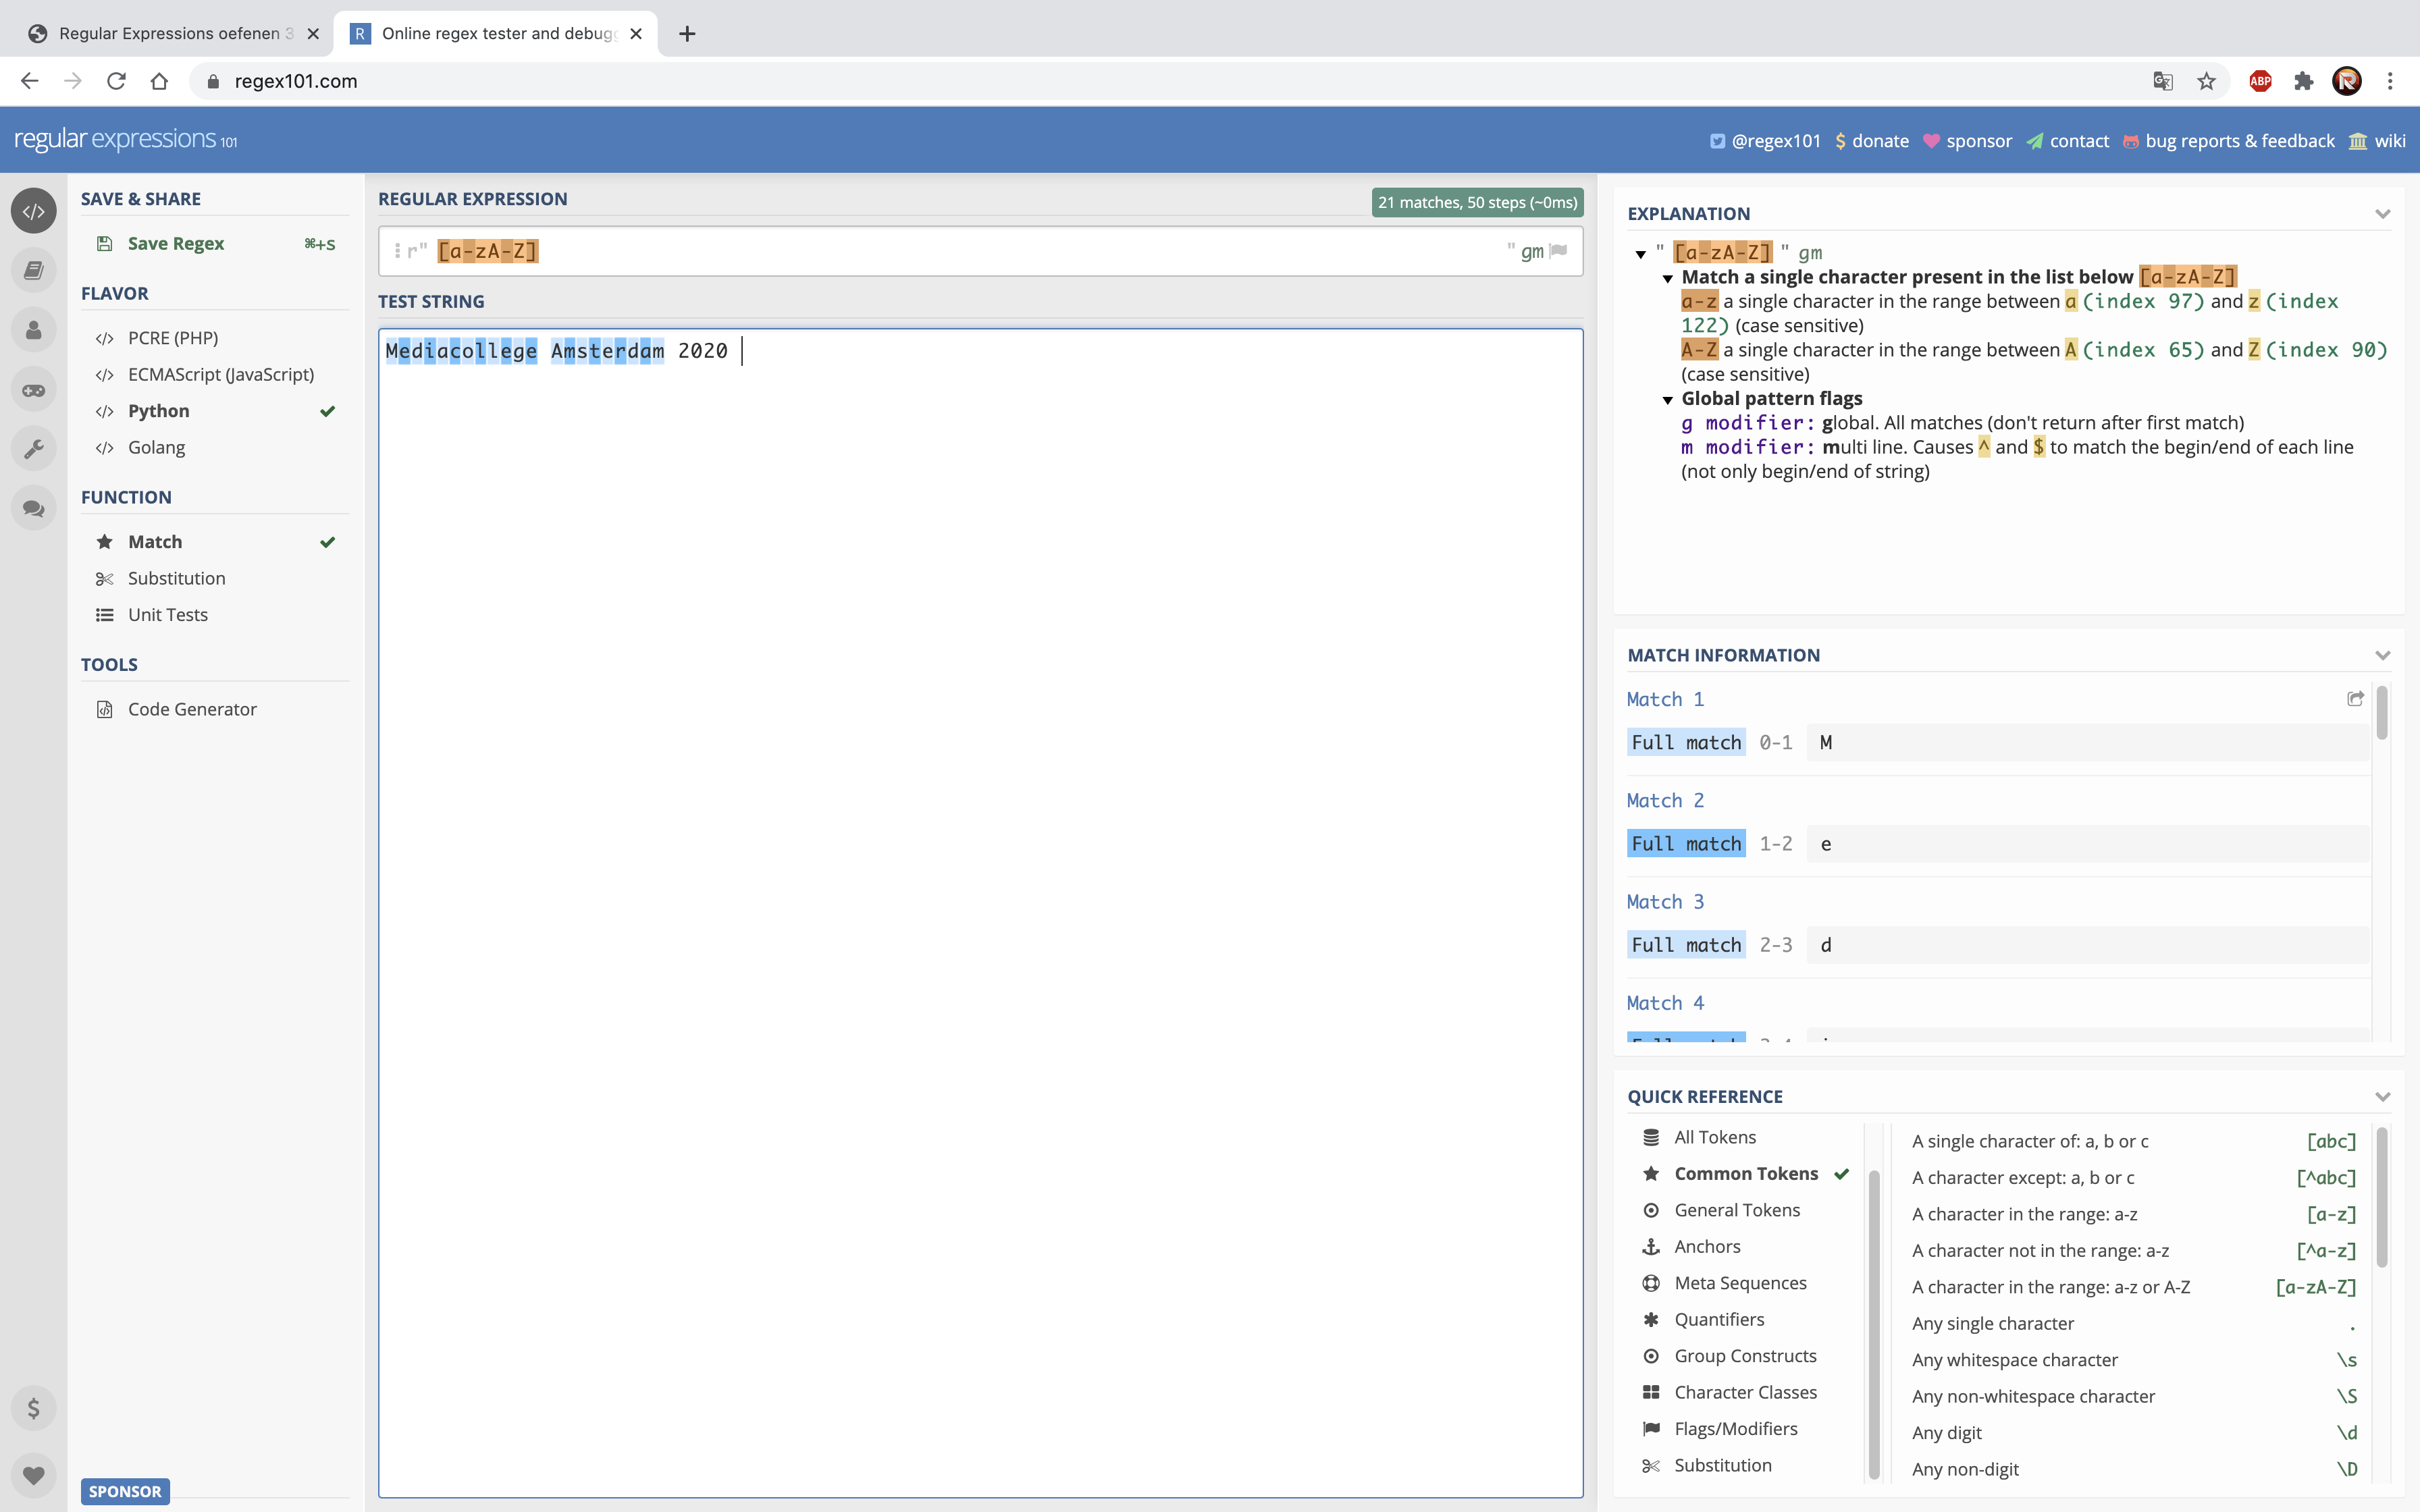 Regular Expressions oefenen 3
R Online regex tester and debugg
regex101.com
ABP
regular expressions 101
@regex101 $ donate sponsor contact bug reports & feedback wiki
SAVE & SHARE
Save Regex ⌘+s
FLAVOR
</> PCRE (PHP)
</> ECMAScript (JavaScript)
</> Python
</> Golang
FUNCTION
Match
Substitution
Unit Tests
TOOLS
Code Generator
$
SPONSOR
REGULAR EXPRESSION
21 matches, 50 steps (~0ms)
r" [a-zA-Z] " gm
TEST STRING
Mediacollege Amsterdam 2020
EXPLANATION
" [a-zA-Z] " gm
Match a single character present in the list below [a-zA-Z]
a-z a single character in the range between a (index 97) and z (index
122) (case sensitive)
A-Z a single character in the range between A (index 65) and Z (index 90)
(case sensitive)
Global pattern flags
g modifier: global. All matches (don't return after first match)
m modifier: multi line. Causes ^ and $ to match the begin/end of each line
(not only begin/end of string)
MATCH INFORMATION
Match 1
Full match 0-1 M
Match 2
Full match 1-2 e
Match 3
Full match 2-3 d
Match 4
QUICK REFERENCE
All Tokens
Common Tokens
General Tokens
Anchors
Meta Sequences
Quantifiers
Group Constructs
Character Classes
Flags/Modifiers
Substitution
A single character of: a, b or c [abc]
A character except: a, b or c [^abc]
A character in the range: a-z [a-z]
A character not in the range: a-z [^a-z]
A character in the range: a-z or A-Z [a-zA-Z]
Any single character .
Any whitespace character \s
Any non-whitespace character \S
Any digit \d
Any non-digit \D